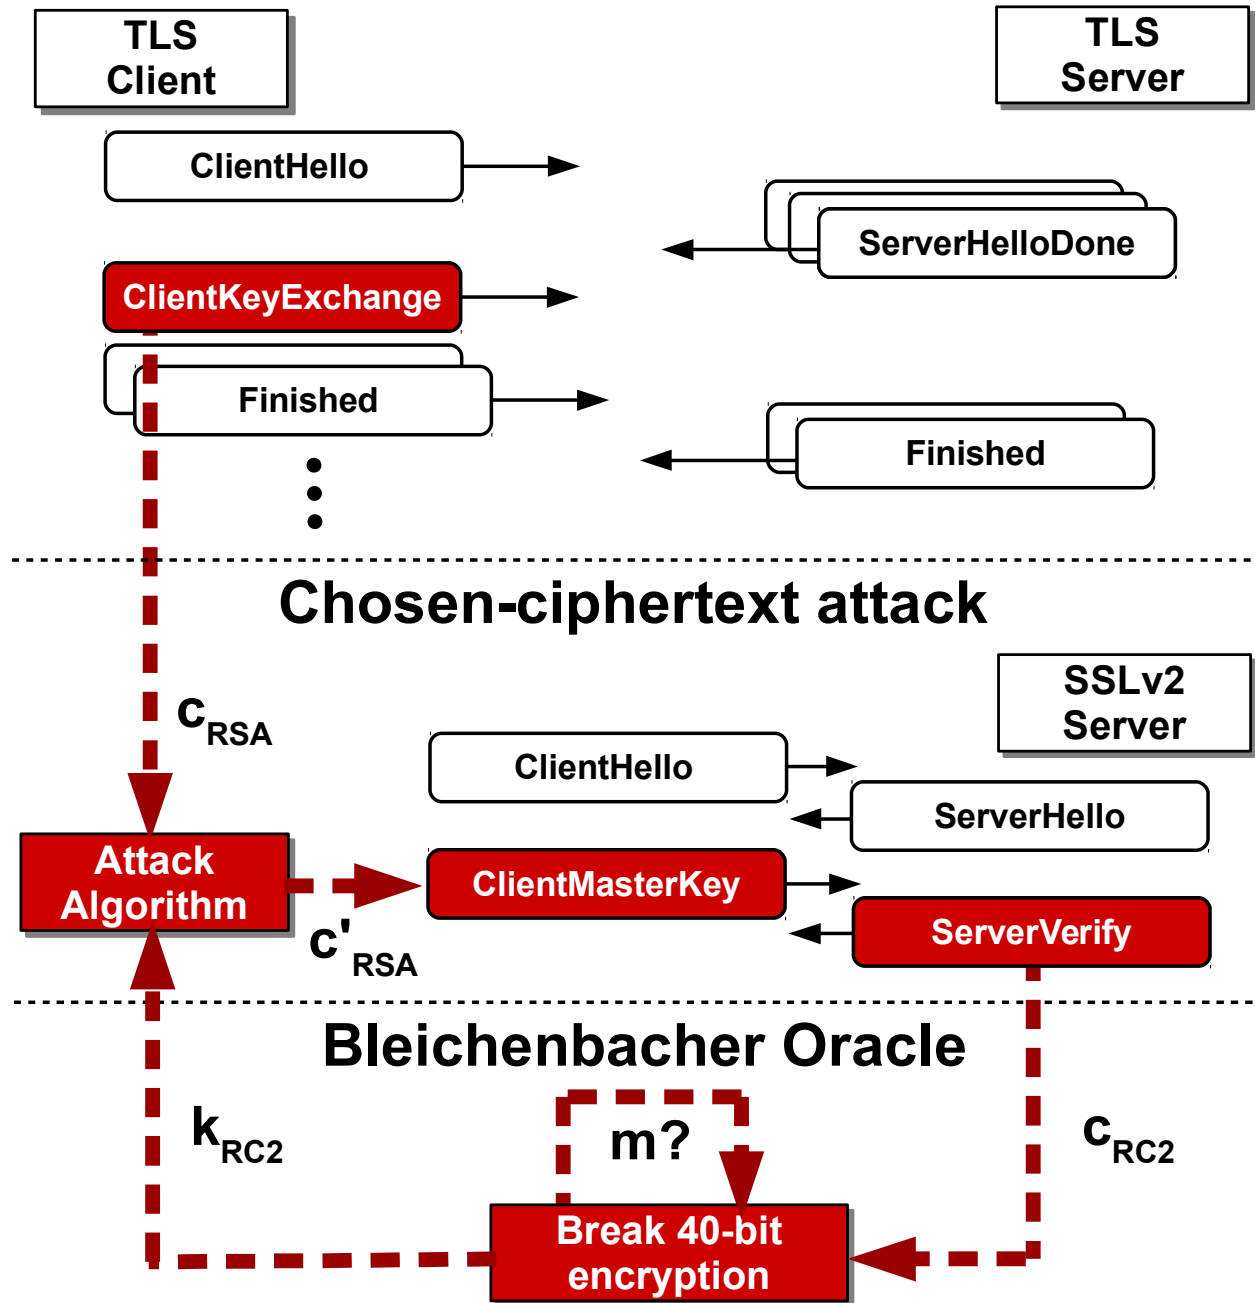 TLS
Client
TLS
Server
ClientHello
ServerHelloDone
ClientKeyExchange
Finished
Finished
Chosen-ciphertext attack
cRSA
SSLv2
Server
ClientHello
ServerHello
Attack
Algorithm
ClientMasterKey
c'RSA
ServerVerify
Bleichenbacher Oracle
kRC2
m?
cRC2
Break 40-bit
encryption